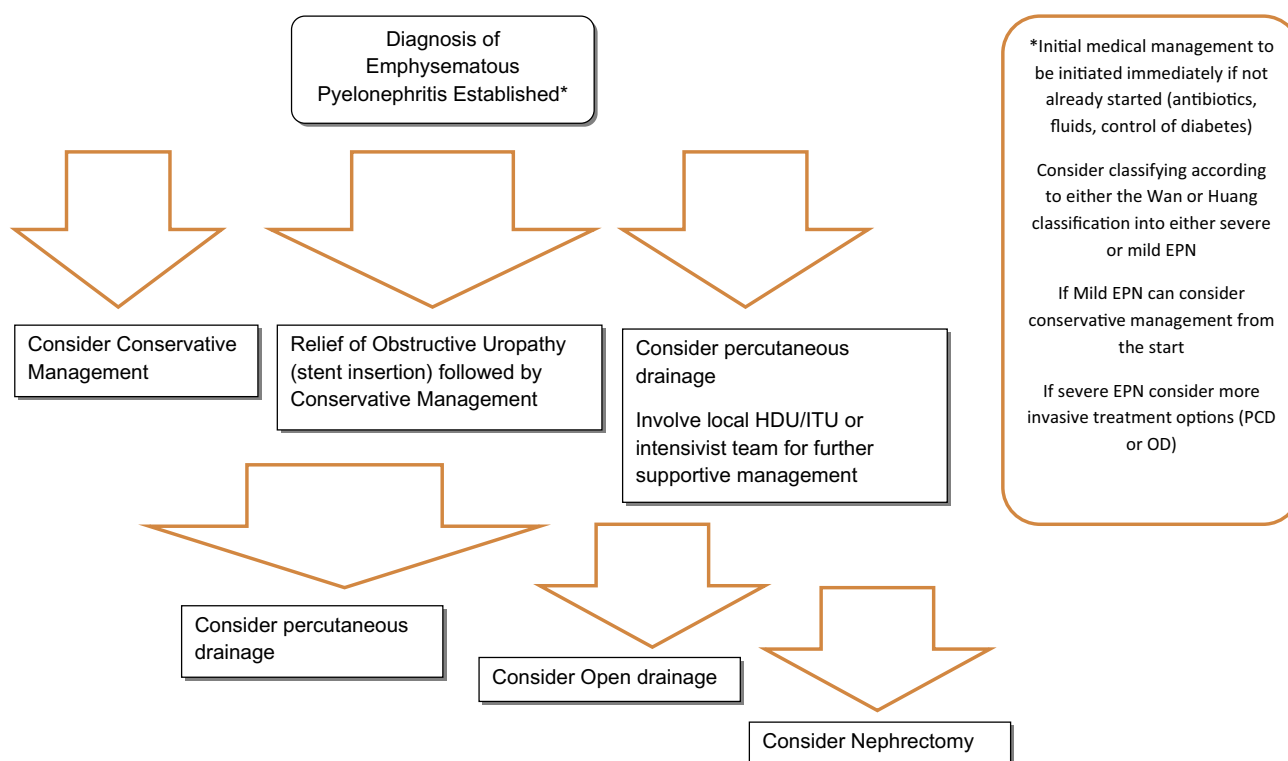 Diagnosis of
Emphysematous
Pyelonephritis Established*
*Initial medical management to
be initiated immediately if not
already started (antibiotics,
fluids, control of diabetes)
Consider classifying according
to either the Wan or Huang
classification into either severe
or mild EPN
If Mild EPN can consider
conservative management from
the start
If severe EPN consider more
invasive treatment options (PCD
or OD)
Consider Conservative
Management
Relief of Obstructive Uropathy
(stent insertion) followed by
Conservative Management
Consider percutaneous
drainage
Involve local HDU/ITU or
intensivist team for further
supportive management
Consider percutaneous
drainage
Consider Open drainage
Consider Nephrectomy